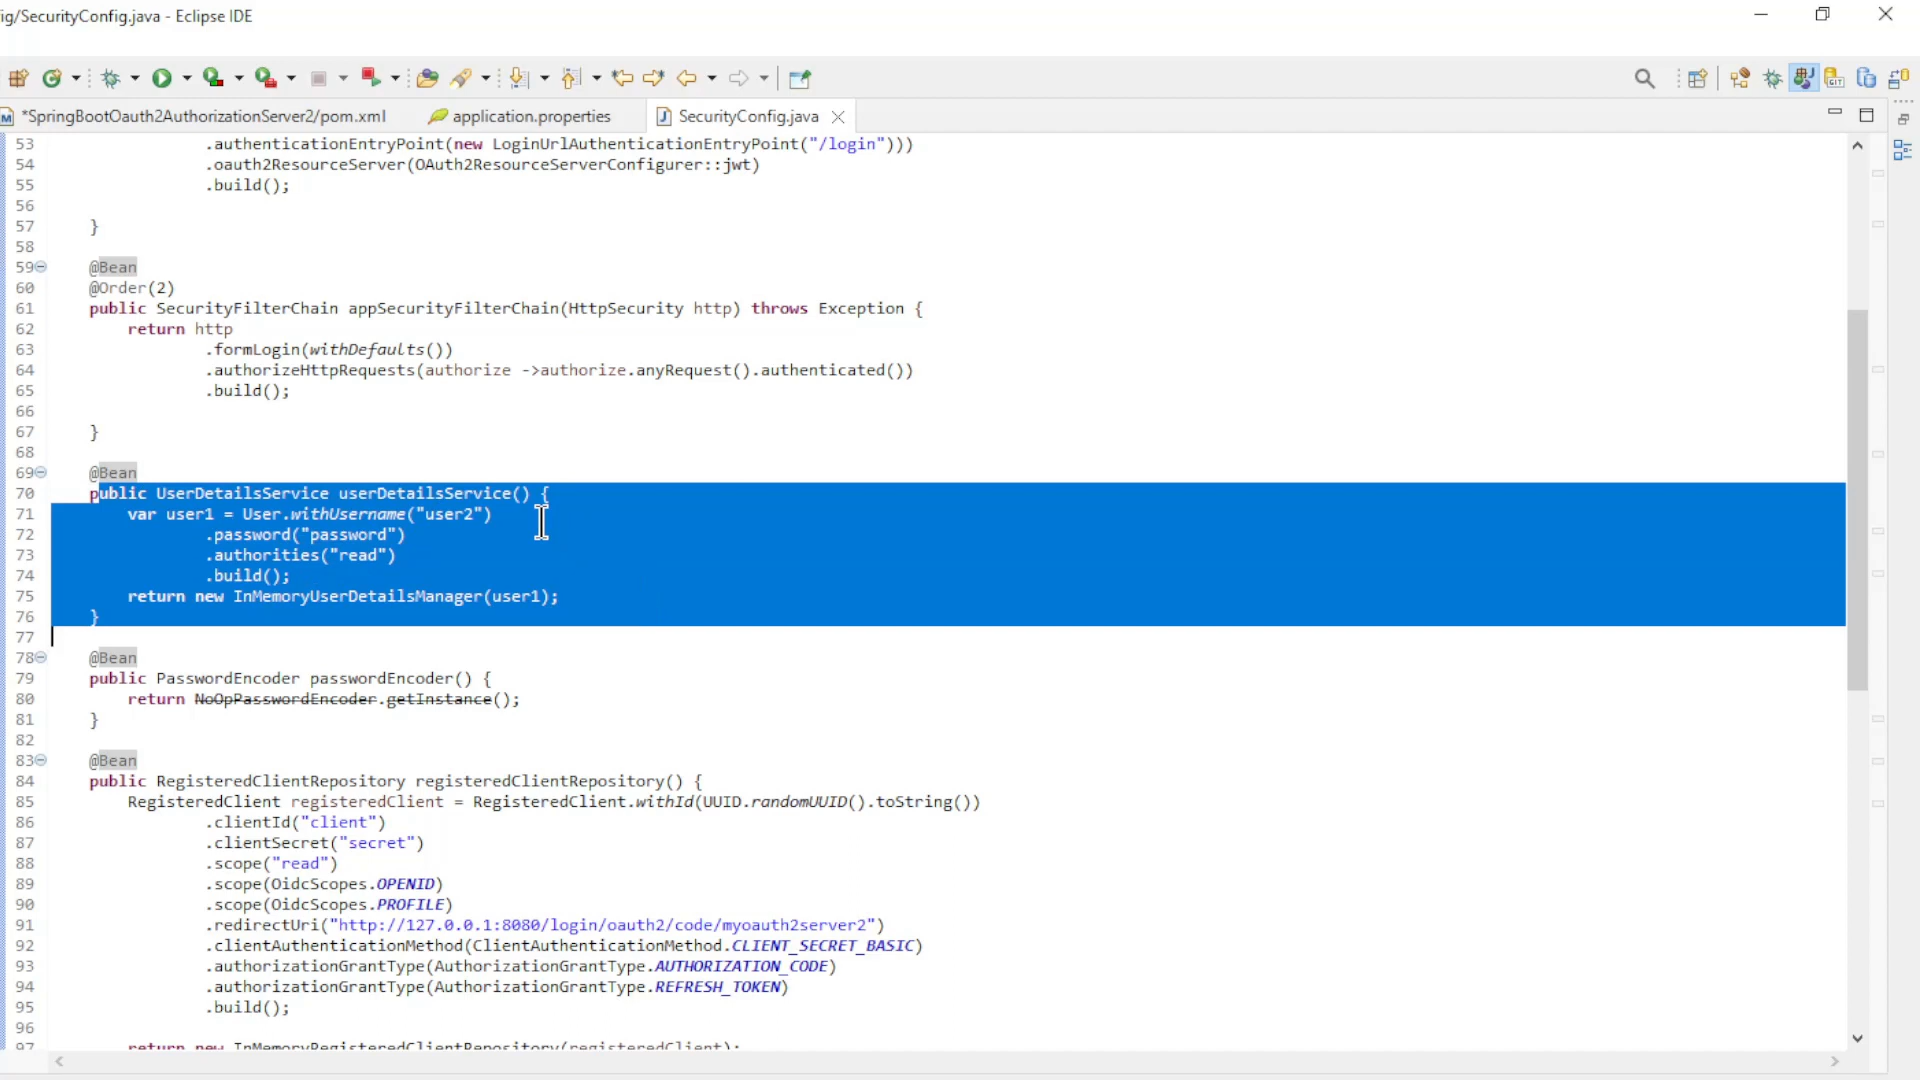 ig/SecurityConfig.java - Eclipse IDE
*SpringBootOauth2AuthorizationServer2/pom.xml application.properties SecurityConfig.java
53 .authenticationEntryPoint(new LoginUrlAuthenticationEntryPoint("/login")))
54 .oauth2ResourceServer(OAuth2ResourceServerConfigurer::jwt)
55 .build();
56
57 }
58
59 @Bean
60 @Order(2)
61 public SecurityFilterChain appSecurityFilterChain(HttpSecurity http) throws Exception {
62 return http
63 .formLogin(withDefaults())
64 .authorizeHttpRequests(authorize ->authorize.anyRequest().authenticated())
65 .build();
66
67 }
68
69 @Bean
70 public UserDetailsService userDetailsService() {
71 var user1 = User.withUsername("user2")
72 .password("password")
73 .authorities("read")
74 .build();
75 return new InMemoryUserDetailsManager(user1);
76 }
77
78 @Bean
79 public PasswordEncoder passwordEncoder() {
80 return NoOpPasswordEncoder.getInstance();
81 }
82
83 @Bean
84 public RegisteredClientRepository registeredClientRepository() {
85 RegisteredClient registeredClient = RegisteredClient.withId(UUID.randomUUID().toString())
86 .clientId("client")
87 .clientSecret("secret")
88 .scope("read")
89 .scope(OidcScopes.OPENID)
90 .scope(OidcScopes.PROFILE)
91 .redirectUri("http://127.0.0.1:8080/login/oauth2/code/myoauth2server2")
92 .clientAuthenticationMethod(ClientAuthenticationMethod.CLIENT_SECRET_BASIC)
93 .authorizationGrantType(AuthorizationGrantType.AUTHORIZATION_CODE)
94 .authorizationGrantType(AuthorizationGrantType.REFRESH_TOKEN)
95 .build();
96
97 return new InMemoryRegisteredClientRepository(registeredClient);